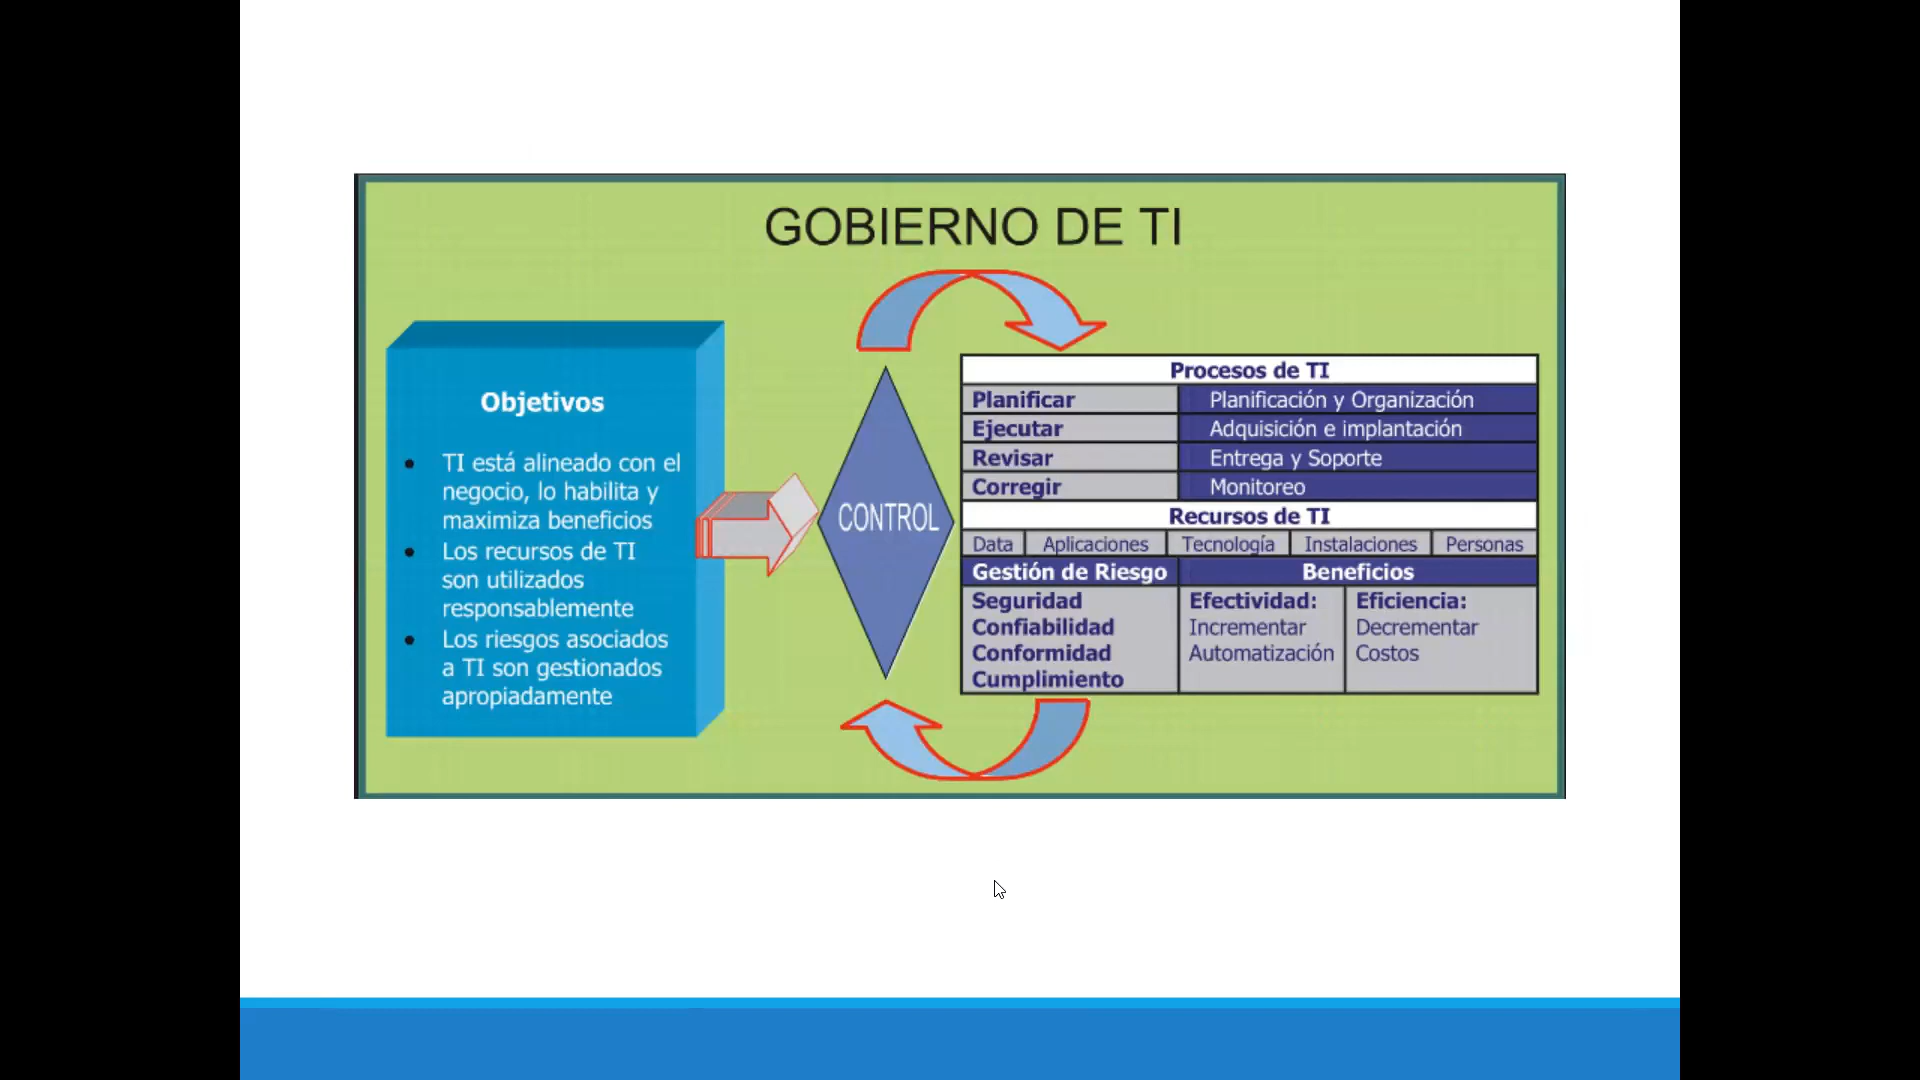 GOBIERNO DE TI
Objetivos
• TI está alineado con el
negocio, lo habilita y
maximiza beneficios
• Los recursos de TI
son utilizados
responsablemente
• Los riesgos asociados
a TI son gestionados
apropiadamente
CONTROL
Procesos de TI
Planificar Planificación y Organización
Ejecutar Adquisición e implantación
Revisar Entrega y Soporte
Corregir Monitoreo
Recursos de TI
Data Aplicaciones Tecnología Instalaciones Personas
Gestión de Riesgo Beneficios
Seguridad Efectividad: Eficiencia:
Confiabilidad Incrementar Decrementar
Conformidad Automatización Costos
Cumplimiento